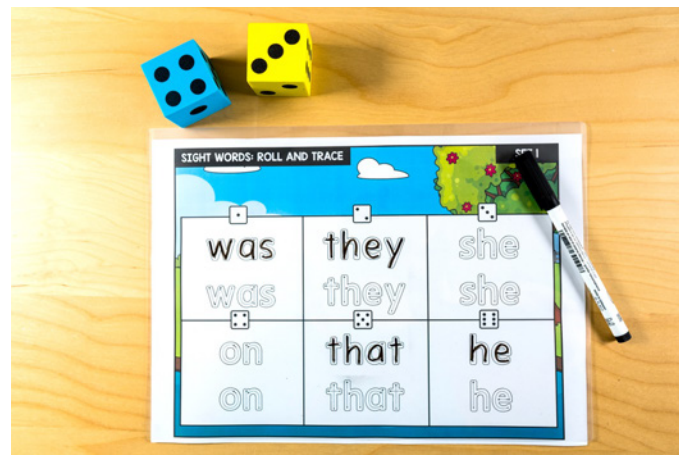 SIGHT WORDS: ROLL AND TRACE
SET 1
was they she
was they she
on that he
on that he